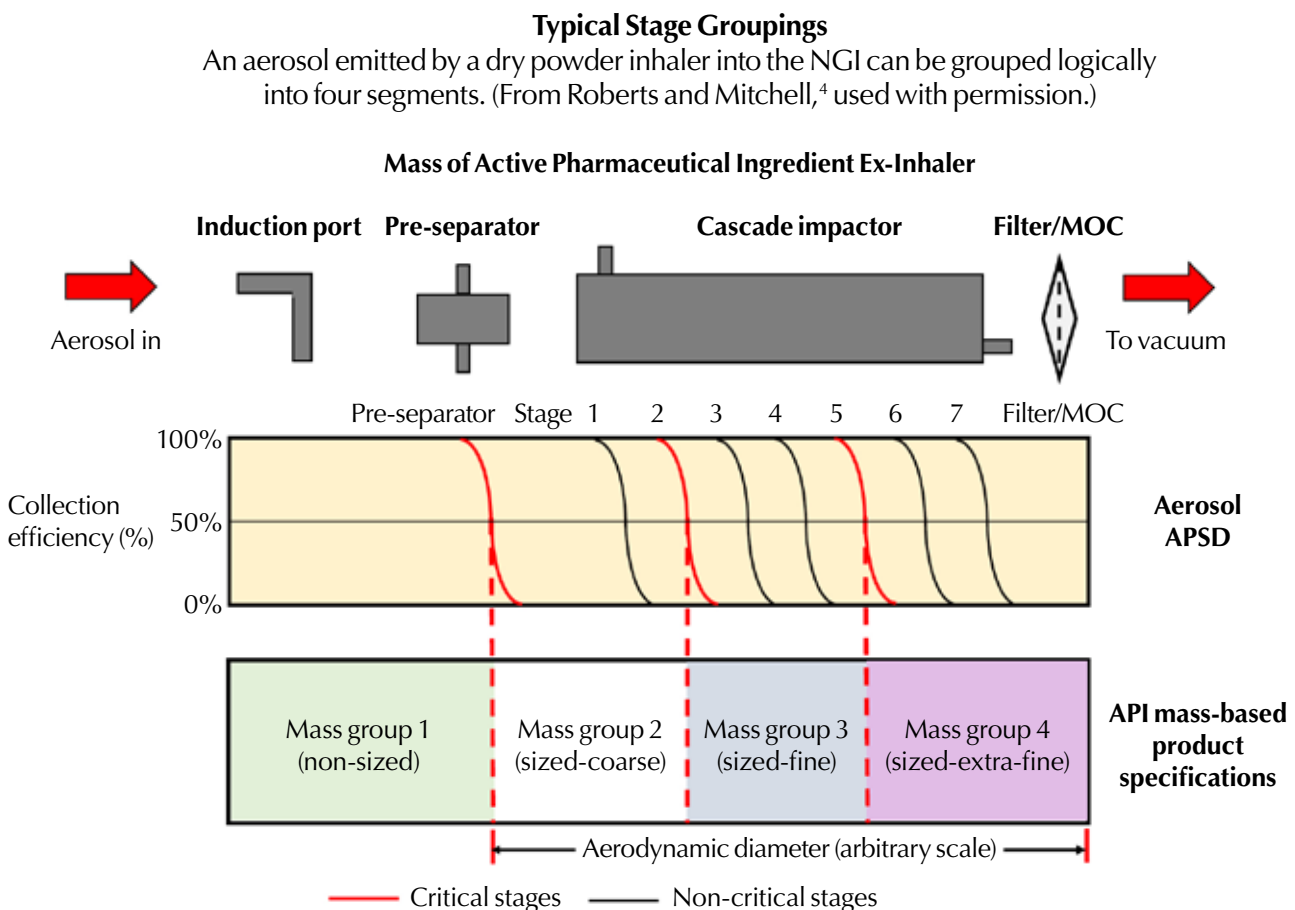 Typical Stage Groupings
An aerosol emitted by a dry powder inhaler into the NGI can be grouped logically
into four segments. (From Roberts and Mitchell,4 used with permission.)
Mass of Active Pharmaceutical Ingredient Ex-Inhaler
Induction port
Pre-separator
Cascade impactor
Filter/MOC
Aerosol in
To vacuum
Pre-separator Stage 1 2 3 4 5 6 7 Filter/MOC
100%
Collection
efficiency (%)
50%
0%
Aerosol
APSD
Mass group 1
(non-sized)
Mass group 2
(sized-coarse)
Mass group 3
(sized-fine)
Mass group 4
(sized-extra-fine)
API mass-based
product
specifications
Aerodynamic diameter (arbitrary scale)
Critical stages
Non-critical stages